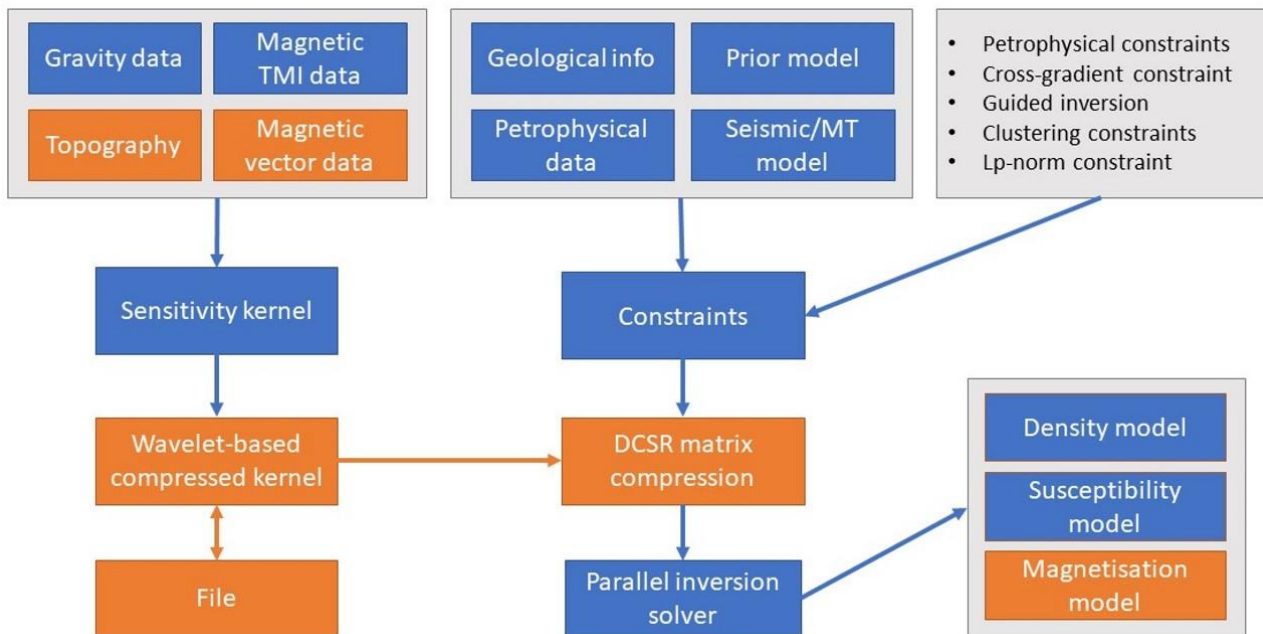 Gravity data
Magnetic
TMI data
Topography
Magnetic
vector data
Geological info
Prior model
Petrophysical
data
Seismic/MT
model
• Petrophysical constraints
• Cross-gradient constraint
• Guided inversion
• Clustering constraints
• Lp-norm constraint
Sensitivity kernel
Constraints
Wavelet-based
compressed kernel
DCSR matrix
compression
File
Parallel inversion
solver
Density model
Susceptibility
model
Magnetisation
model